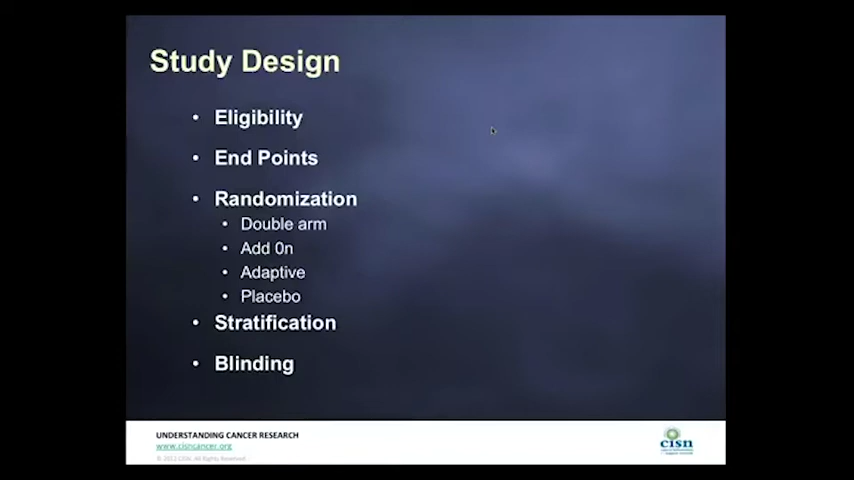 Study Design
• Eligibility
• End Points
• Randomization
• Double arm
• Add 0n
• Adaptive
• Placebo
• Stratification
• Blinding
UNDERSTANDING CANCER RESEARCH
www.cisncancer.org
cisn